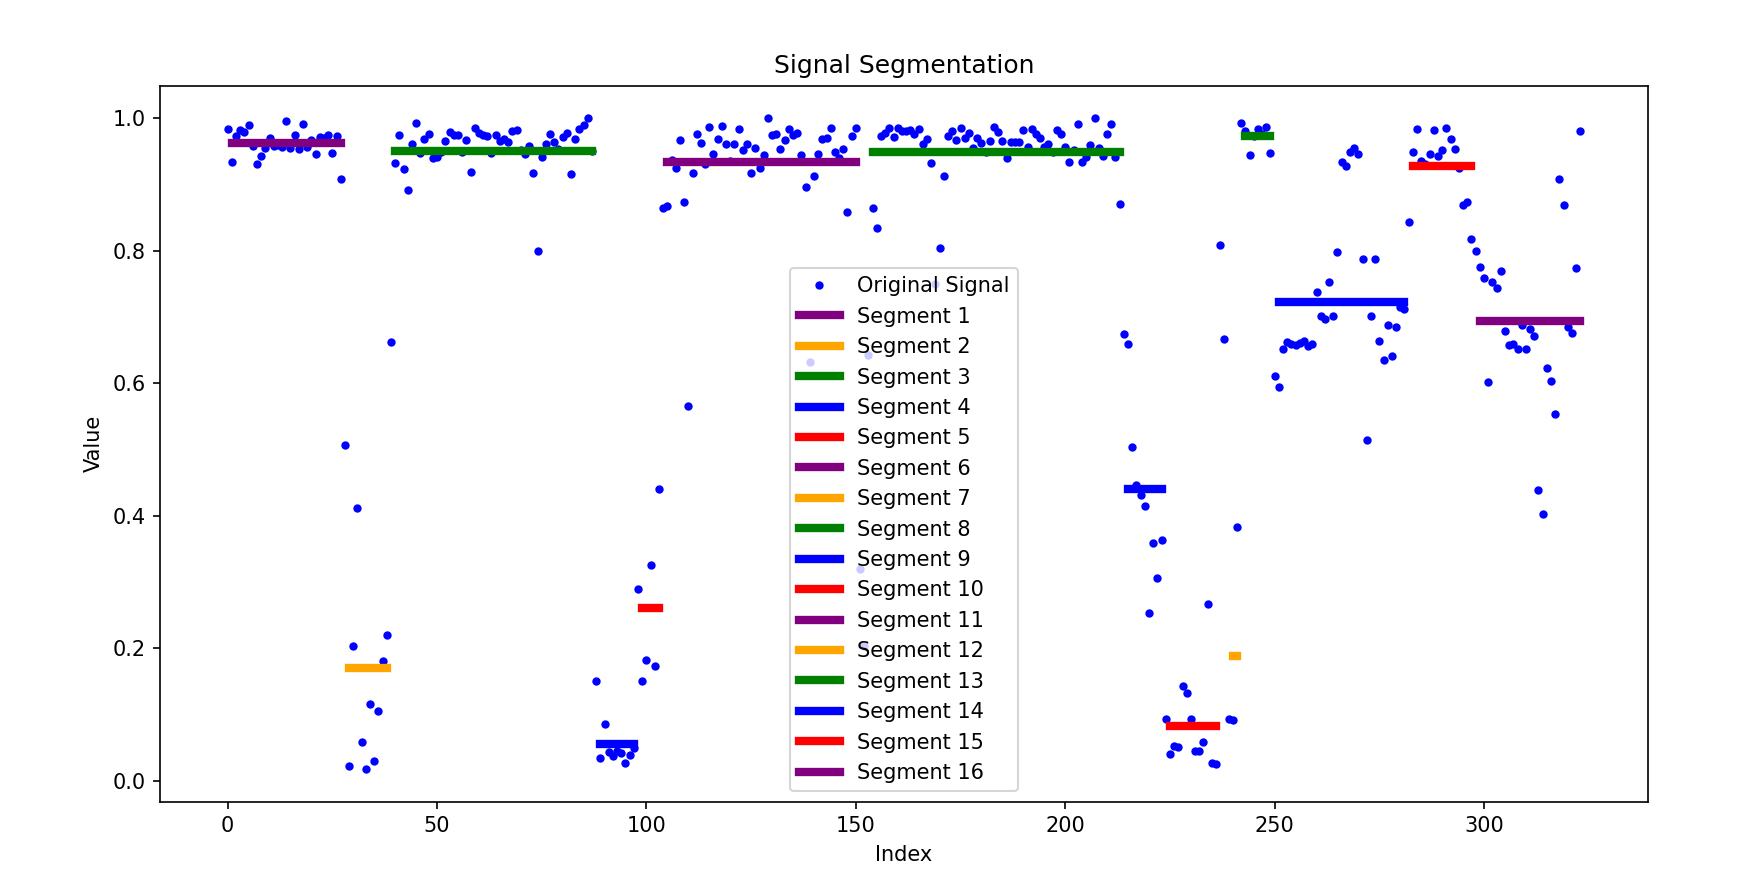 Signal Segmentation
1.0
0.8
0.6
0.4
0.2
0.0
Value
Original Signal
Segment 1
Segment 2
Segment 3
Segment 4
Segment 5
Segment 6
Segment 7
Segment 8
Segment 9
Segment 10
Segment 11
Segment 12
Segment 13
Segment 14
Segment 15
Segment 16
0 50 100 150 200 250 300
Index